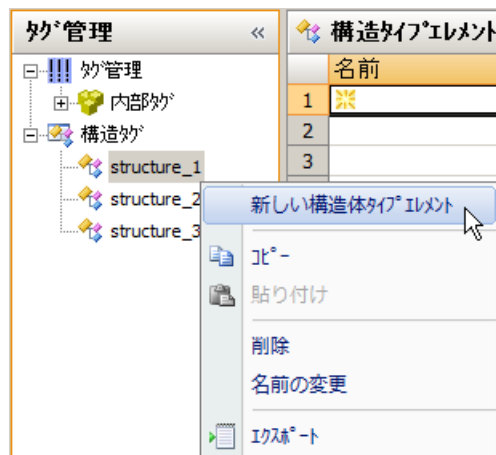 ﾀｸﾞ管理
«
構造ﾀｲﾌﾟｴﾚﾒﾝﾄ
ﾀｸﾞ管理
内部ﾀｸﾞ
構造ﾀｸﾞ
structure_1
structure_2
structure_3
名前
1
2
3
新しい構造体ﾀｲﾌﾟｴﾚﾒﾝﾄ
ｺﾋﾟｰ
貼り付け
削除
名前の変更
ｴｸｽﾎﾟｰﾄ